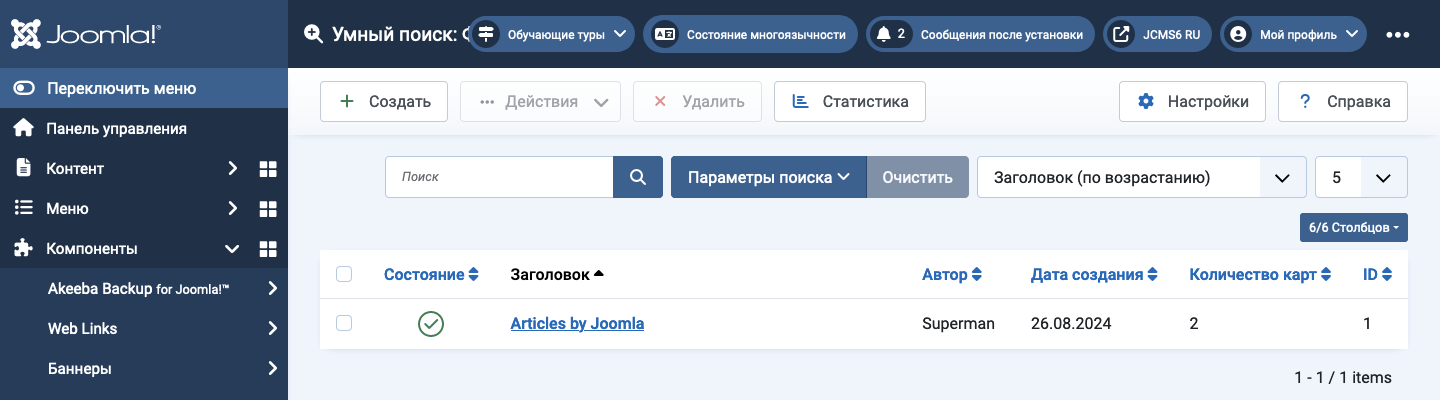 Joomla!®
Умный поиск:
Обучающие туры
Состояние многоязычности
2 Сообщения после установки
JCMS6 RU
Мой профиль
Переключить меню
Панель управления
Контент
Меню
Компоненты
Akeeba Backup for Joomla!™
Web Links
Баннеры
Создать
Действия
Удалить
Статистика
Настройки
? Справка
Поиск
Параметры поиска
Очистить
Заголовок (по возрастанию)
5
6/6 Столбцов
Состояние Заголовок Автор Дата создания Количество карт ID
Articles by Joomla Superman 26.08.2024 2 1
1 - 1 / 1 items